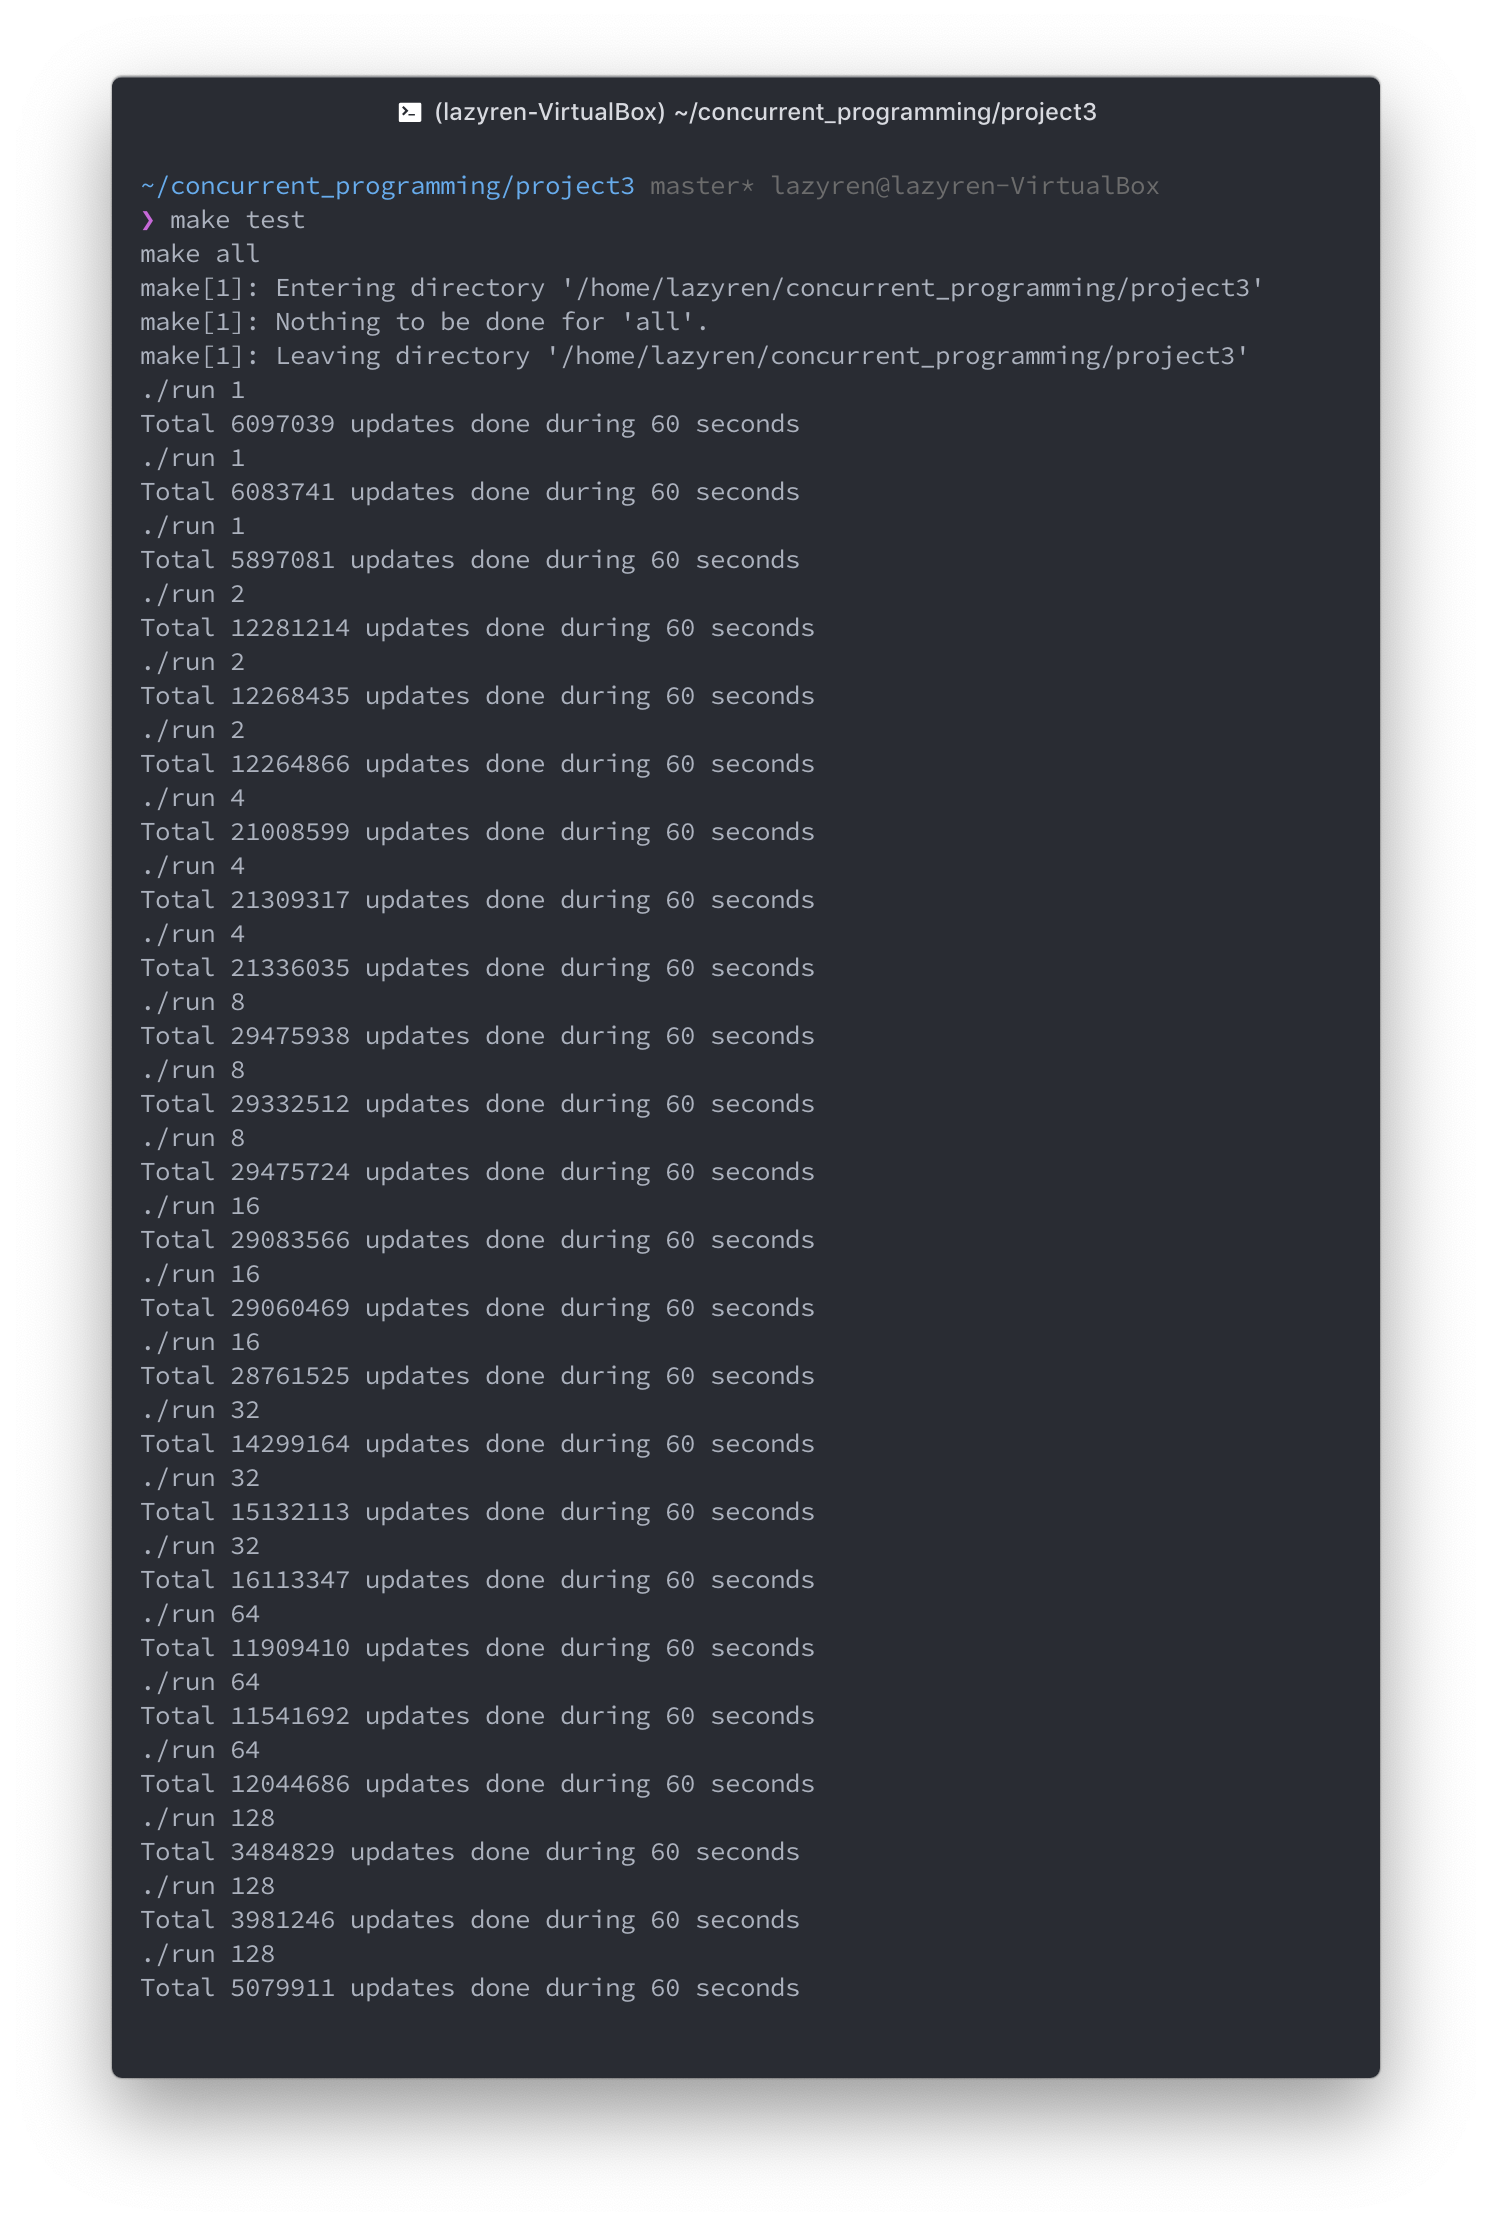 (lazyren-VirtualBox) ~/concurrent_programming/project3
~/concurrent_programming/project3 master* lazyren@lazyren-VirtualBox
❯ make test
make all
make[1]: Entering directory '/home/lazyren/concurrent_programming/project3'
make[1]: Nothing to be done for 'all'.
make[1]: Leaving directory '/home/lazyren/concurrent_programming/project3'
./run 1
Total 6097039 updates done during 60 seconds
./run 1
Total 6083741 updates done during 60 seconds
./run 1
Total 5897081 updates done during 60 seconds
./run 2
Total 12281214 updates done during 60 seconds
./run 2
Total 12268435 updates done during 60 seconds
./run 2
Total 12264866 updates done during 60 seconds
./run 4
Total 21008599 updates done during 60 seconds
./run 4
Total 21309317 updates done during 60 seconds
./run 4
Total 21336035 updates done during 60 seconds
./run 8
Total 29475938 updates done during 60 seconds
./run 8
Total 29332512 updates done during 60 seconds
./run 8
Total 29475724 updates done during 60 seconds
./run 16
Total 29083566 updates done during 60 seconds
./run 16
Total 29060469 updates done during 60 seconds
./run 16
Total 28761525 updates done during 60 seconds
./run 32
Total 14299164 updates done during 60 seconds
./run 32
Total 15132113 updates done during 60 seconds
./run 32
Total 16113347 updates done during 60 seconds
./run 64
Total 11909410 updates done during 60 seconds
./run 64
Total 11541692 updates done during 60 seconds
./run 64
Total 12044686 updates done during 60 seconds
./run 128
Total 3484829 updates done during 60 seconds
./run 128
Total 3981246 updates done during 60 seconds
./run 128
Total 5079911 updates done during 60 seconds